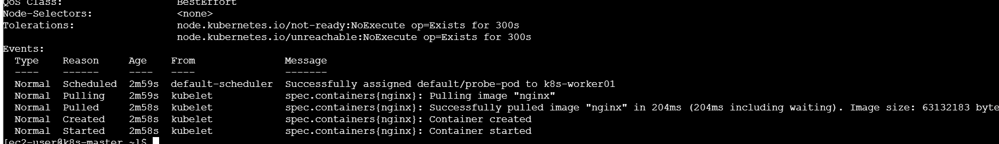 QoS Class: BestEffort
Node-Selectors: <none>
Tolerations: node.kubernetes.io/not-ready:NoExecute op=Exists for 300s
node.kubernetes.io/unreachable:NoExecute op=Exists for 300s
Events:
Type Reason Age From Message
---- ------ ---- ---- -------
Normal Scheduled 2m59s default-scheduler Successfully assigned default/probe-pod to k8s-worker01
Normal Pulling 2m59s kubelet spec.containers{nginx}: Pulling image "nginx"
Normal Pulled 2m58s kubelet spec.containers{nginx}: Successfully pulled image "nginx" in 204ms (204ms including waiting). Image size: 63132183 byte
Normal Created 2m58s kubelet spec.containers{nginx}: Container created
Normal Started 2m58s kubelet spec.containers{nginx}: Container started
[ec2-user@k8s-master ~]$